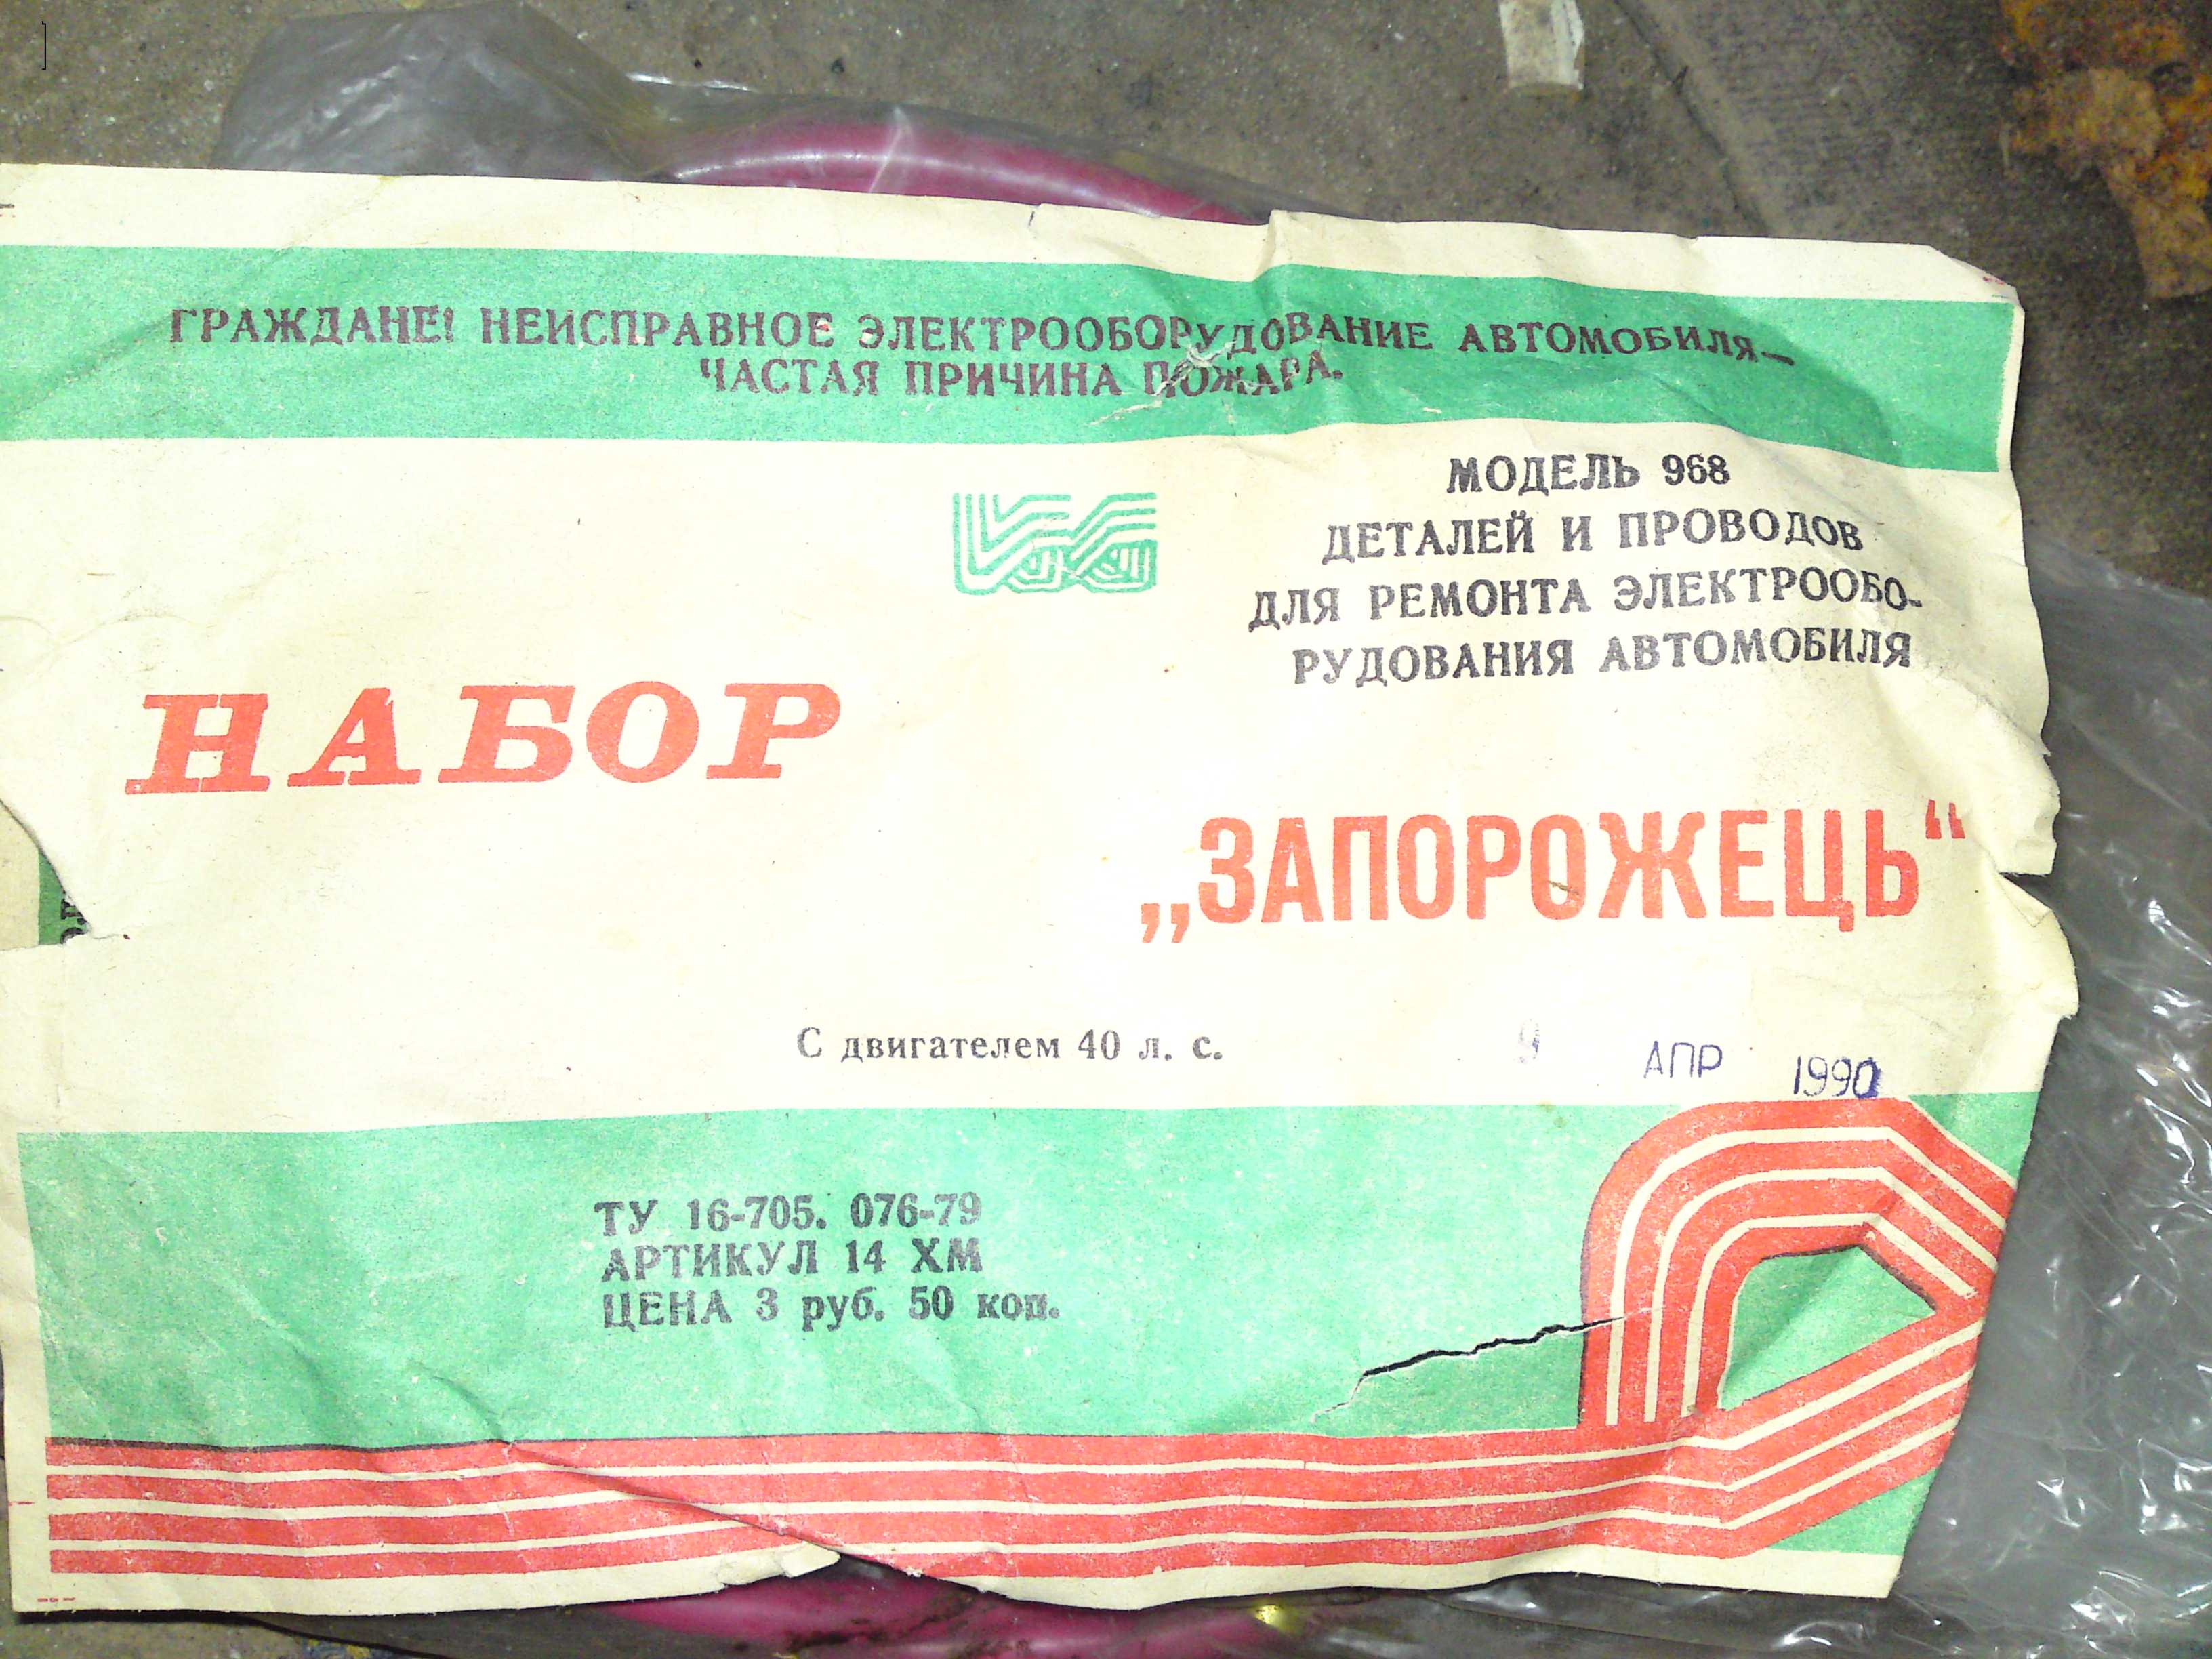 ГРАЖДАНЕ! НЕИСПРАВНОЕ ЭЛЕКТРООБОРУДОВАНИЕ АВТОМОБИЛЯ—
ЧАСТАЯ ПРИЧИНА ПОЖАРА.
МОДЕЛЬ 968
ДЕТАЛЕЙ И ПРОВОДОВ
ДЛЯ РЕМОНТА ЭЛЕКТРООБО-
РУДОВАНИЯ АВТОМОБИЛЯ
НАБОР
„ЗАПОРОЖЕЦЬ“
С двигателем 40 л. с.
9 АПР 1990
ТУ 16-705. 076-79
АРТИКУЛ 14 ХМ
ЦЕНА 3 руб. 50 коп.